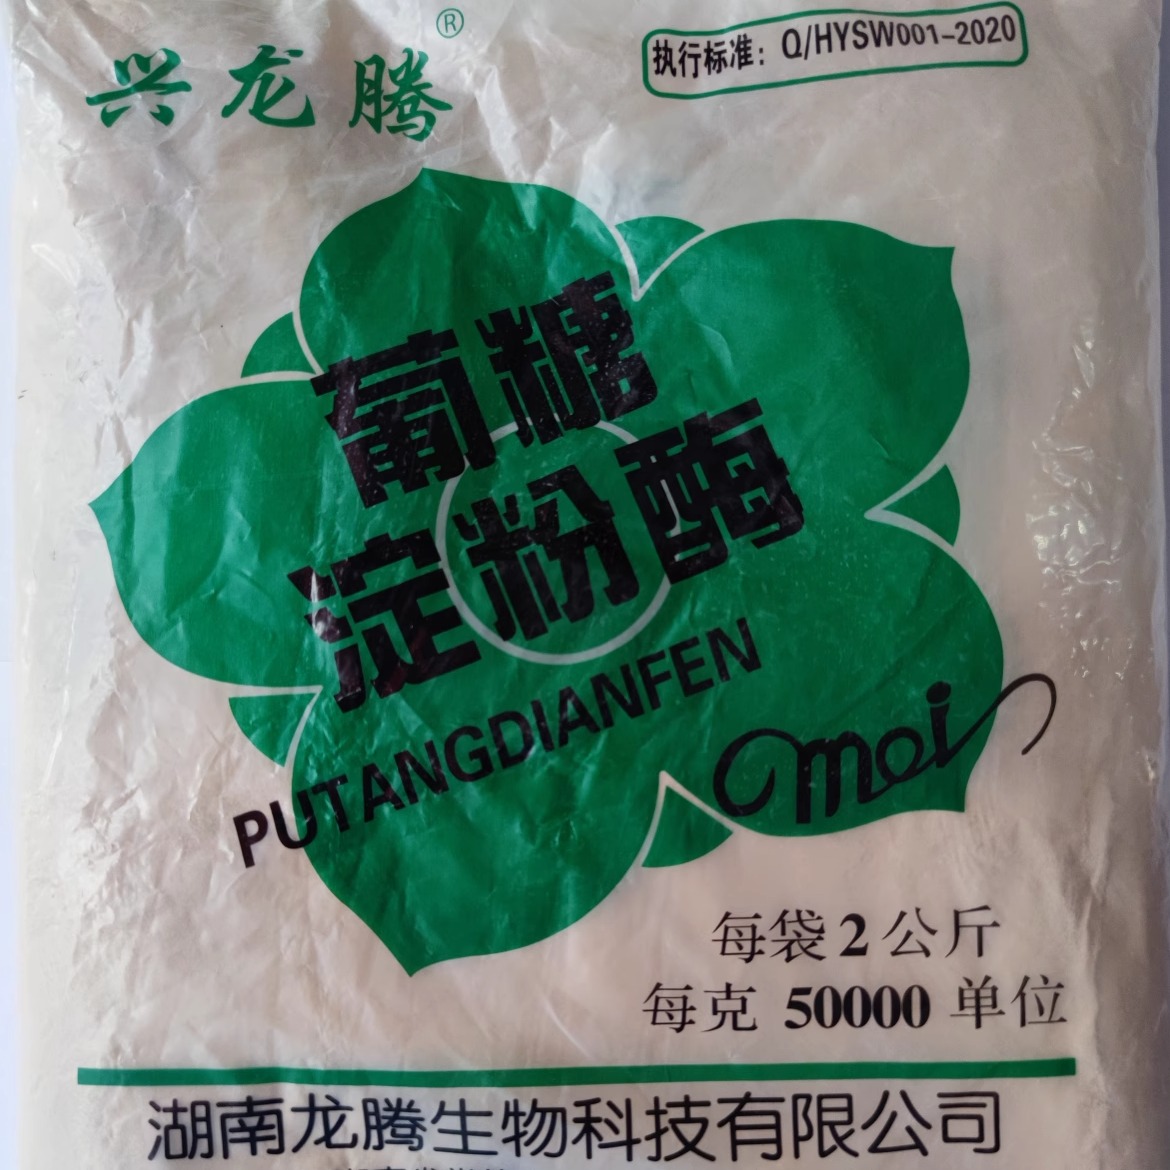 兴龙腾®
执行标准：Q/HYSW001-2020
葡糖
淀粉酶
PUTANGDIANFEN
moi
每袋2公斤
每克 50000 单位
湖南龙腾生物科技有限公司